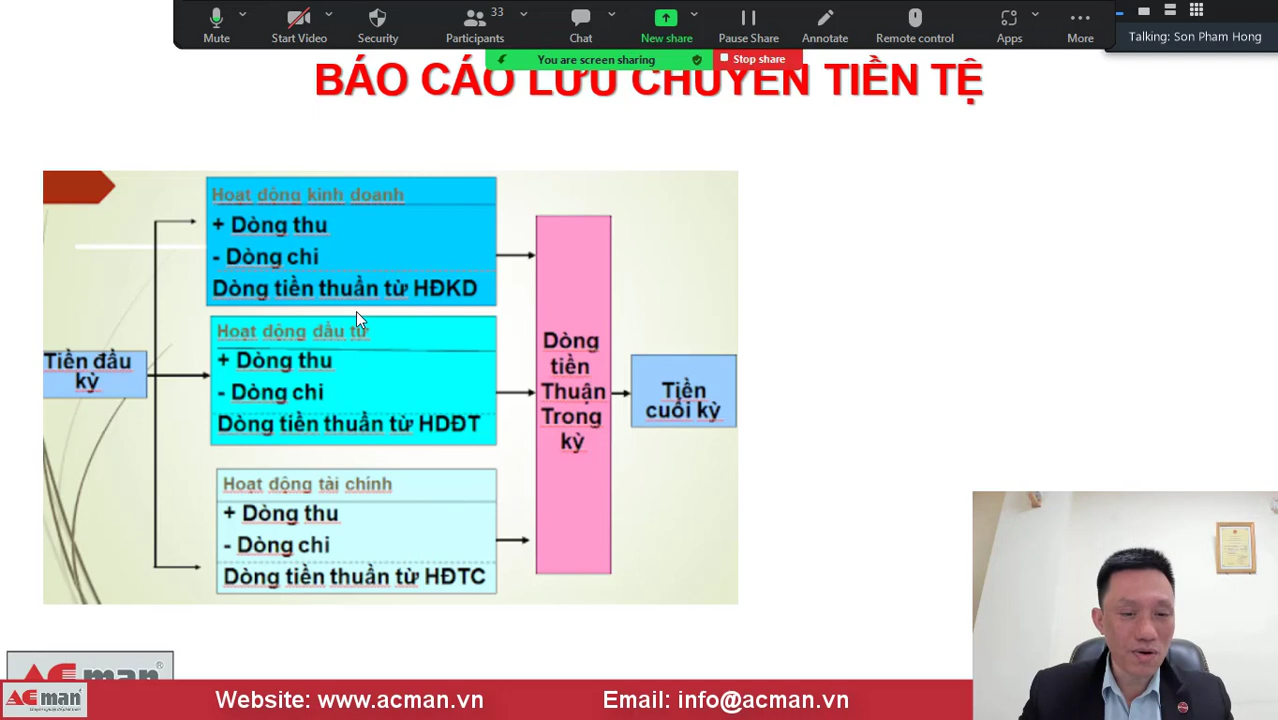 33
Mute
Start Video
Security
Participants
Chat
New share
Pause Share
Annotate
Remote control
Apps
More
Talking: Son Pham Hong
You are screen sharing
Stop share
BÁO CÁO LƯU CHUYỂN TIỀN TỆ
Hoạt động kinh doanh
+ Dòng thu
- Dòng chi
Dòng tiền thuần từ HĐKD
Hoạt động đầu tư
+ Dòng thu
- Dòng chi
Dòng tiền thuần từ HDĐT
Hoạt động tài chính
+ Dòng thu
- Dòng chi
Dòng tiền thuần từ HĐTC
Tiền đầu
kỳ
Dòng
tiền
Thuận
Trong
kỳ
Tiền
cuối kỳ
ACman
ACman
Website: www.acman.vn
Email: info@acman.vn